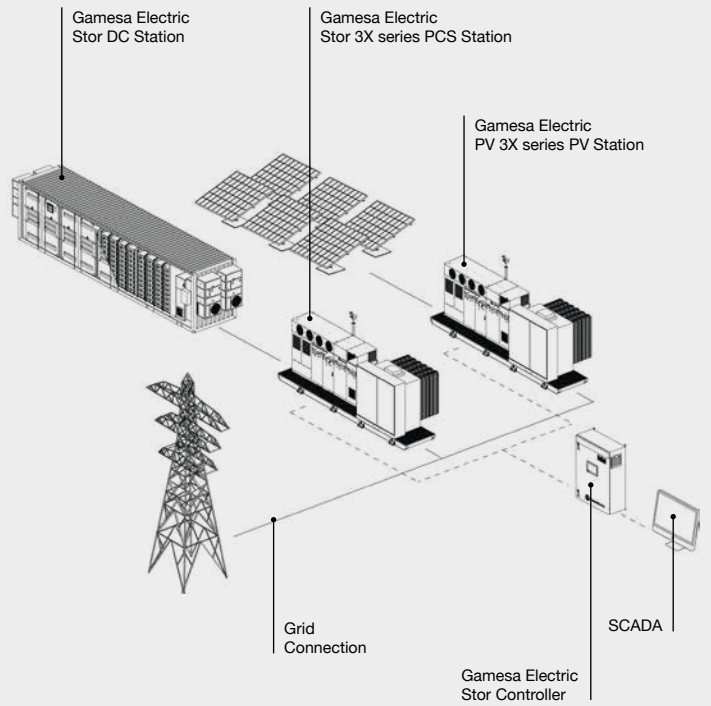 Gamesa Electric
Stor DC Station
Gamesa Electric
Stor 3X series PCS Station
Gamesa Electric
PV 3X series PV Station
Grid
Connection
SCADA
Gamesa Electric
Stor Controller